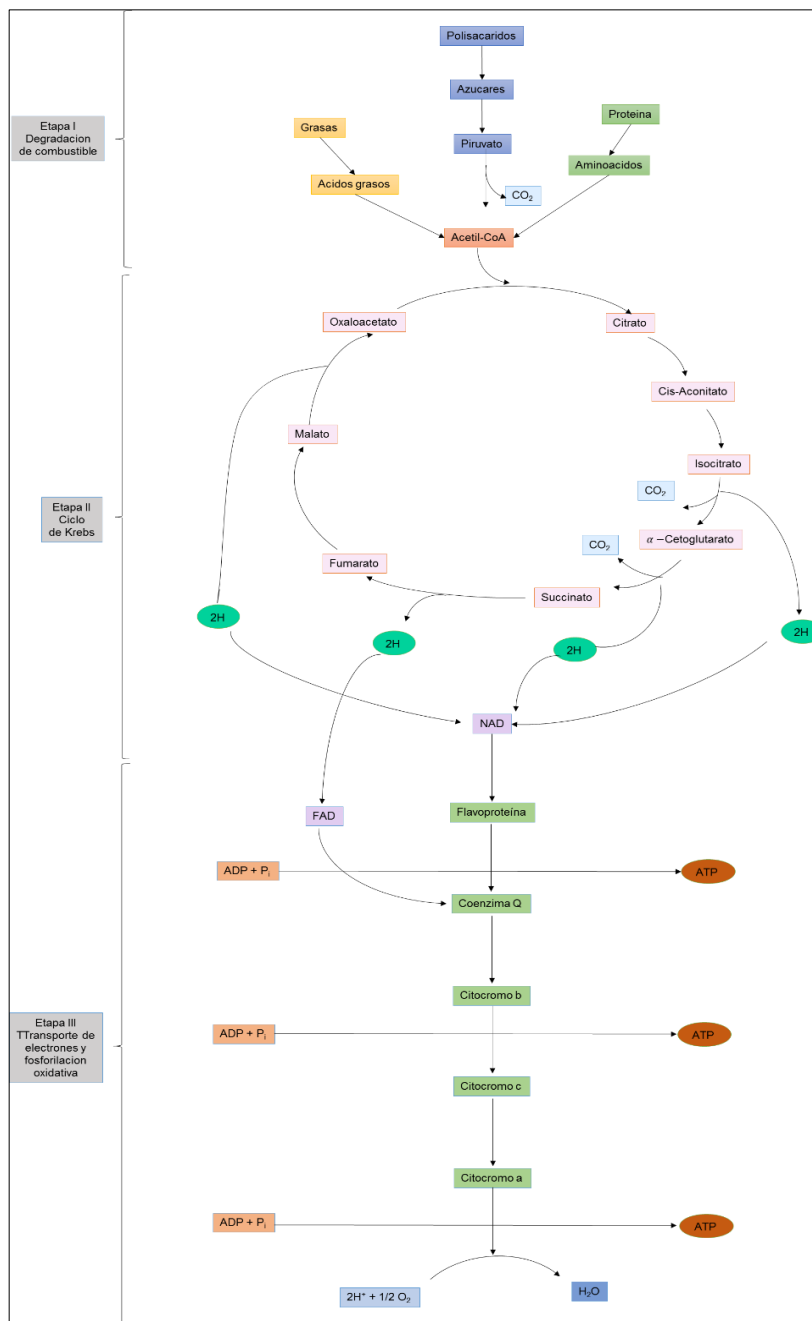 Polisacaridos
Azucares
Etapa I
Degradacion
de combustible
Grasas
Proteina
Piruvato
Aminoacidos
Acidos grasos
CO₂
Acetil-CoA
Oxaloacetato
Citrato
Cis-Aconitato
Malato
Isocitrato
CO₂
Etapa II
Ciclo
de Krebs
α – Cetoglutarato
CO₂
Fumarato
Succinato
2H
2H
2H
2H
NAD
FAD
Flavoproteína
ADP + Pᵢ
ATP
Coenzima Q
Citocromo b
Etapa III
TTransporte de
electrones y
fosforilacion
oxidativa
ADP + Pᵢ
ATP
Citocromo c
Citocromo a
ADP + Pᵢ
ATP
2H⁺ + 1/2 O₂
H₂O